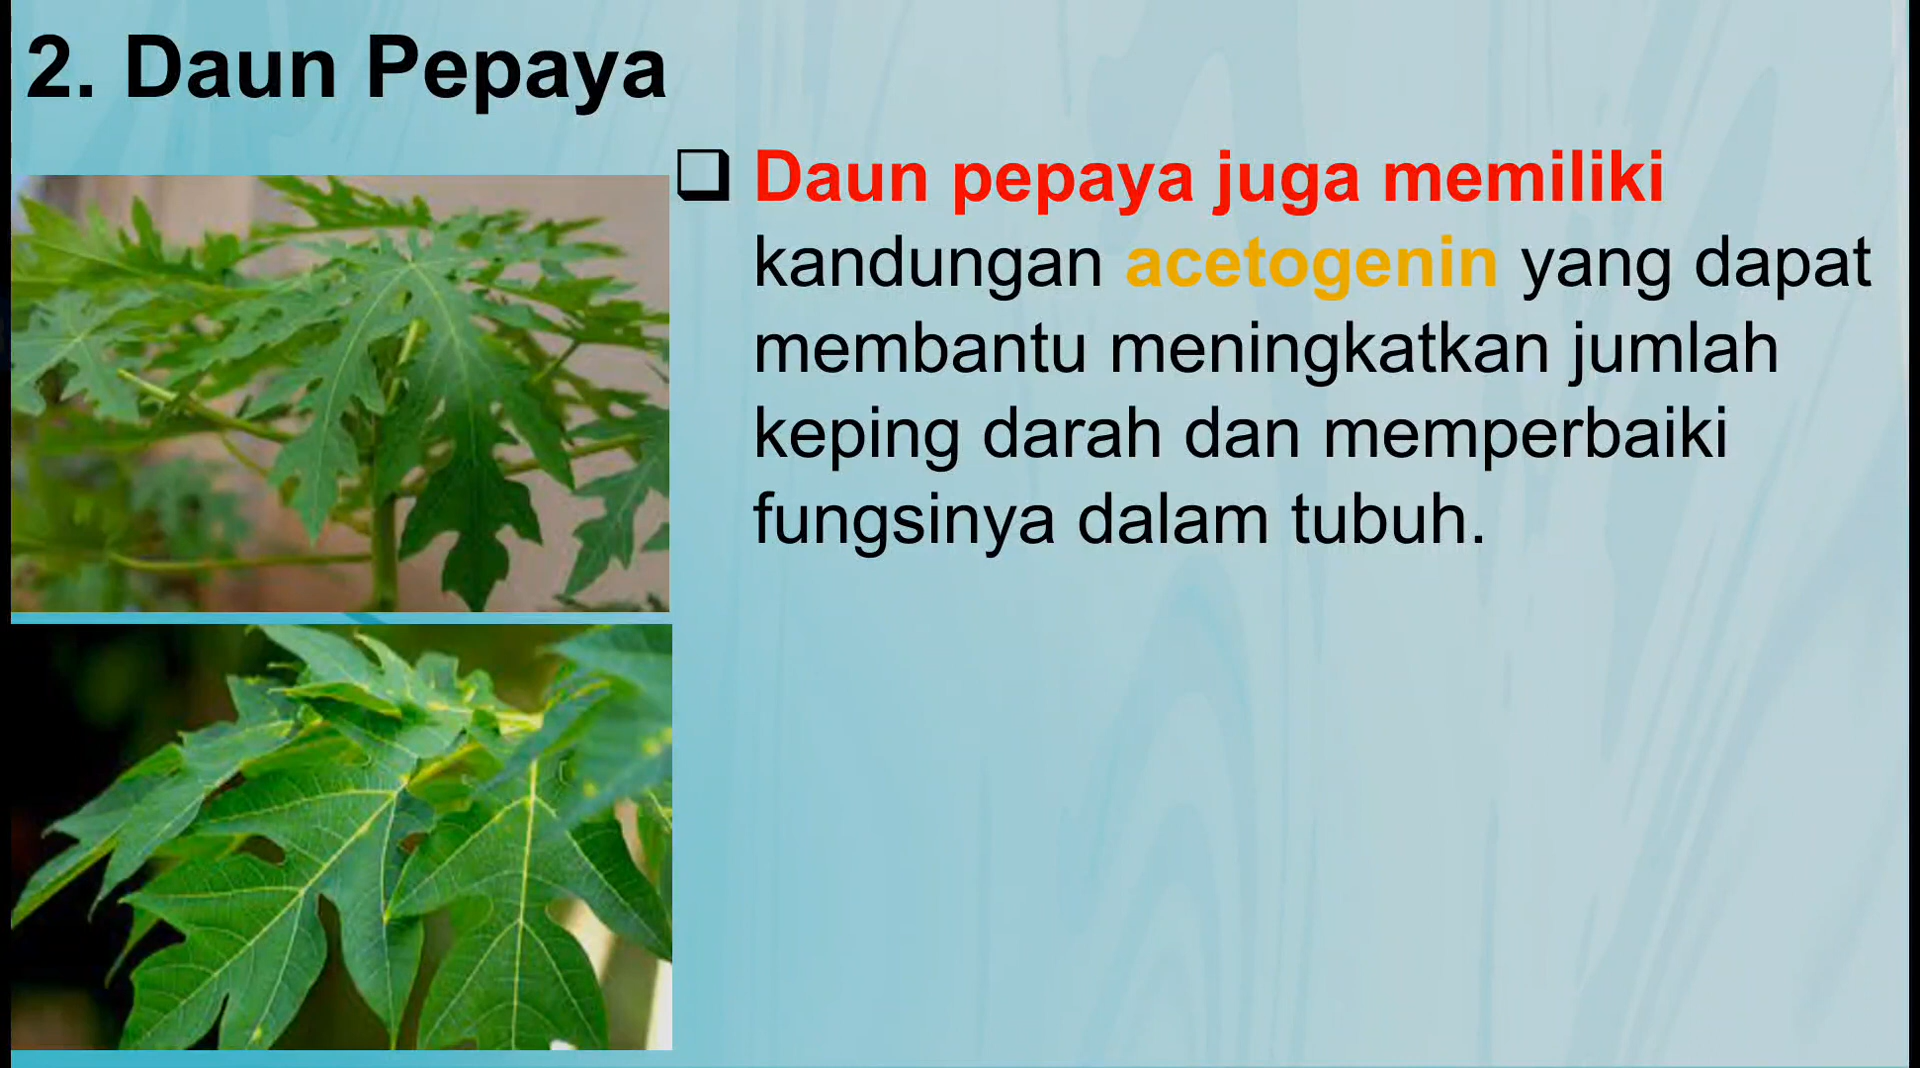 2. Daun Pepaya
Daun pepaya juga memiliki
kandungan acetogenin yang dapat
membantu meningkatkan jumlah
keping darah dan memperbaiki
fungsinya dalam tubuh.